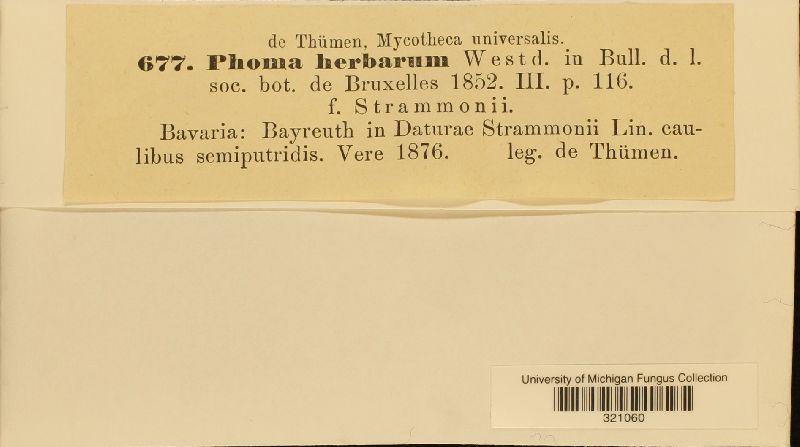 de Thümen, Mycotheca universalis.
677. Phoma herbarum Westd. in Bull. d. l.
soc. bot. de Bruxelles 1852. III. p. 116.
f. Strammonii.
Bavaria: Bayreuth in Daturae Strammonii Lin. cau-
libus semiputridis. Vere 1876. leg. de Thümen.
University of Michigan Fungus Collection
321060